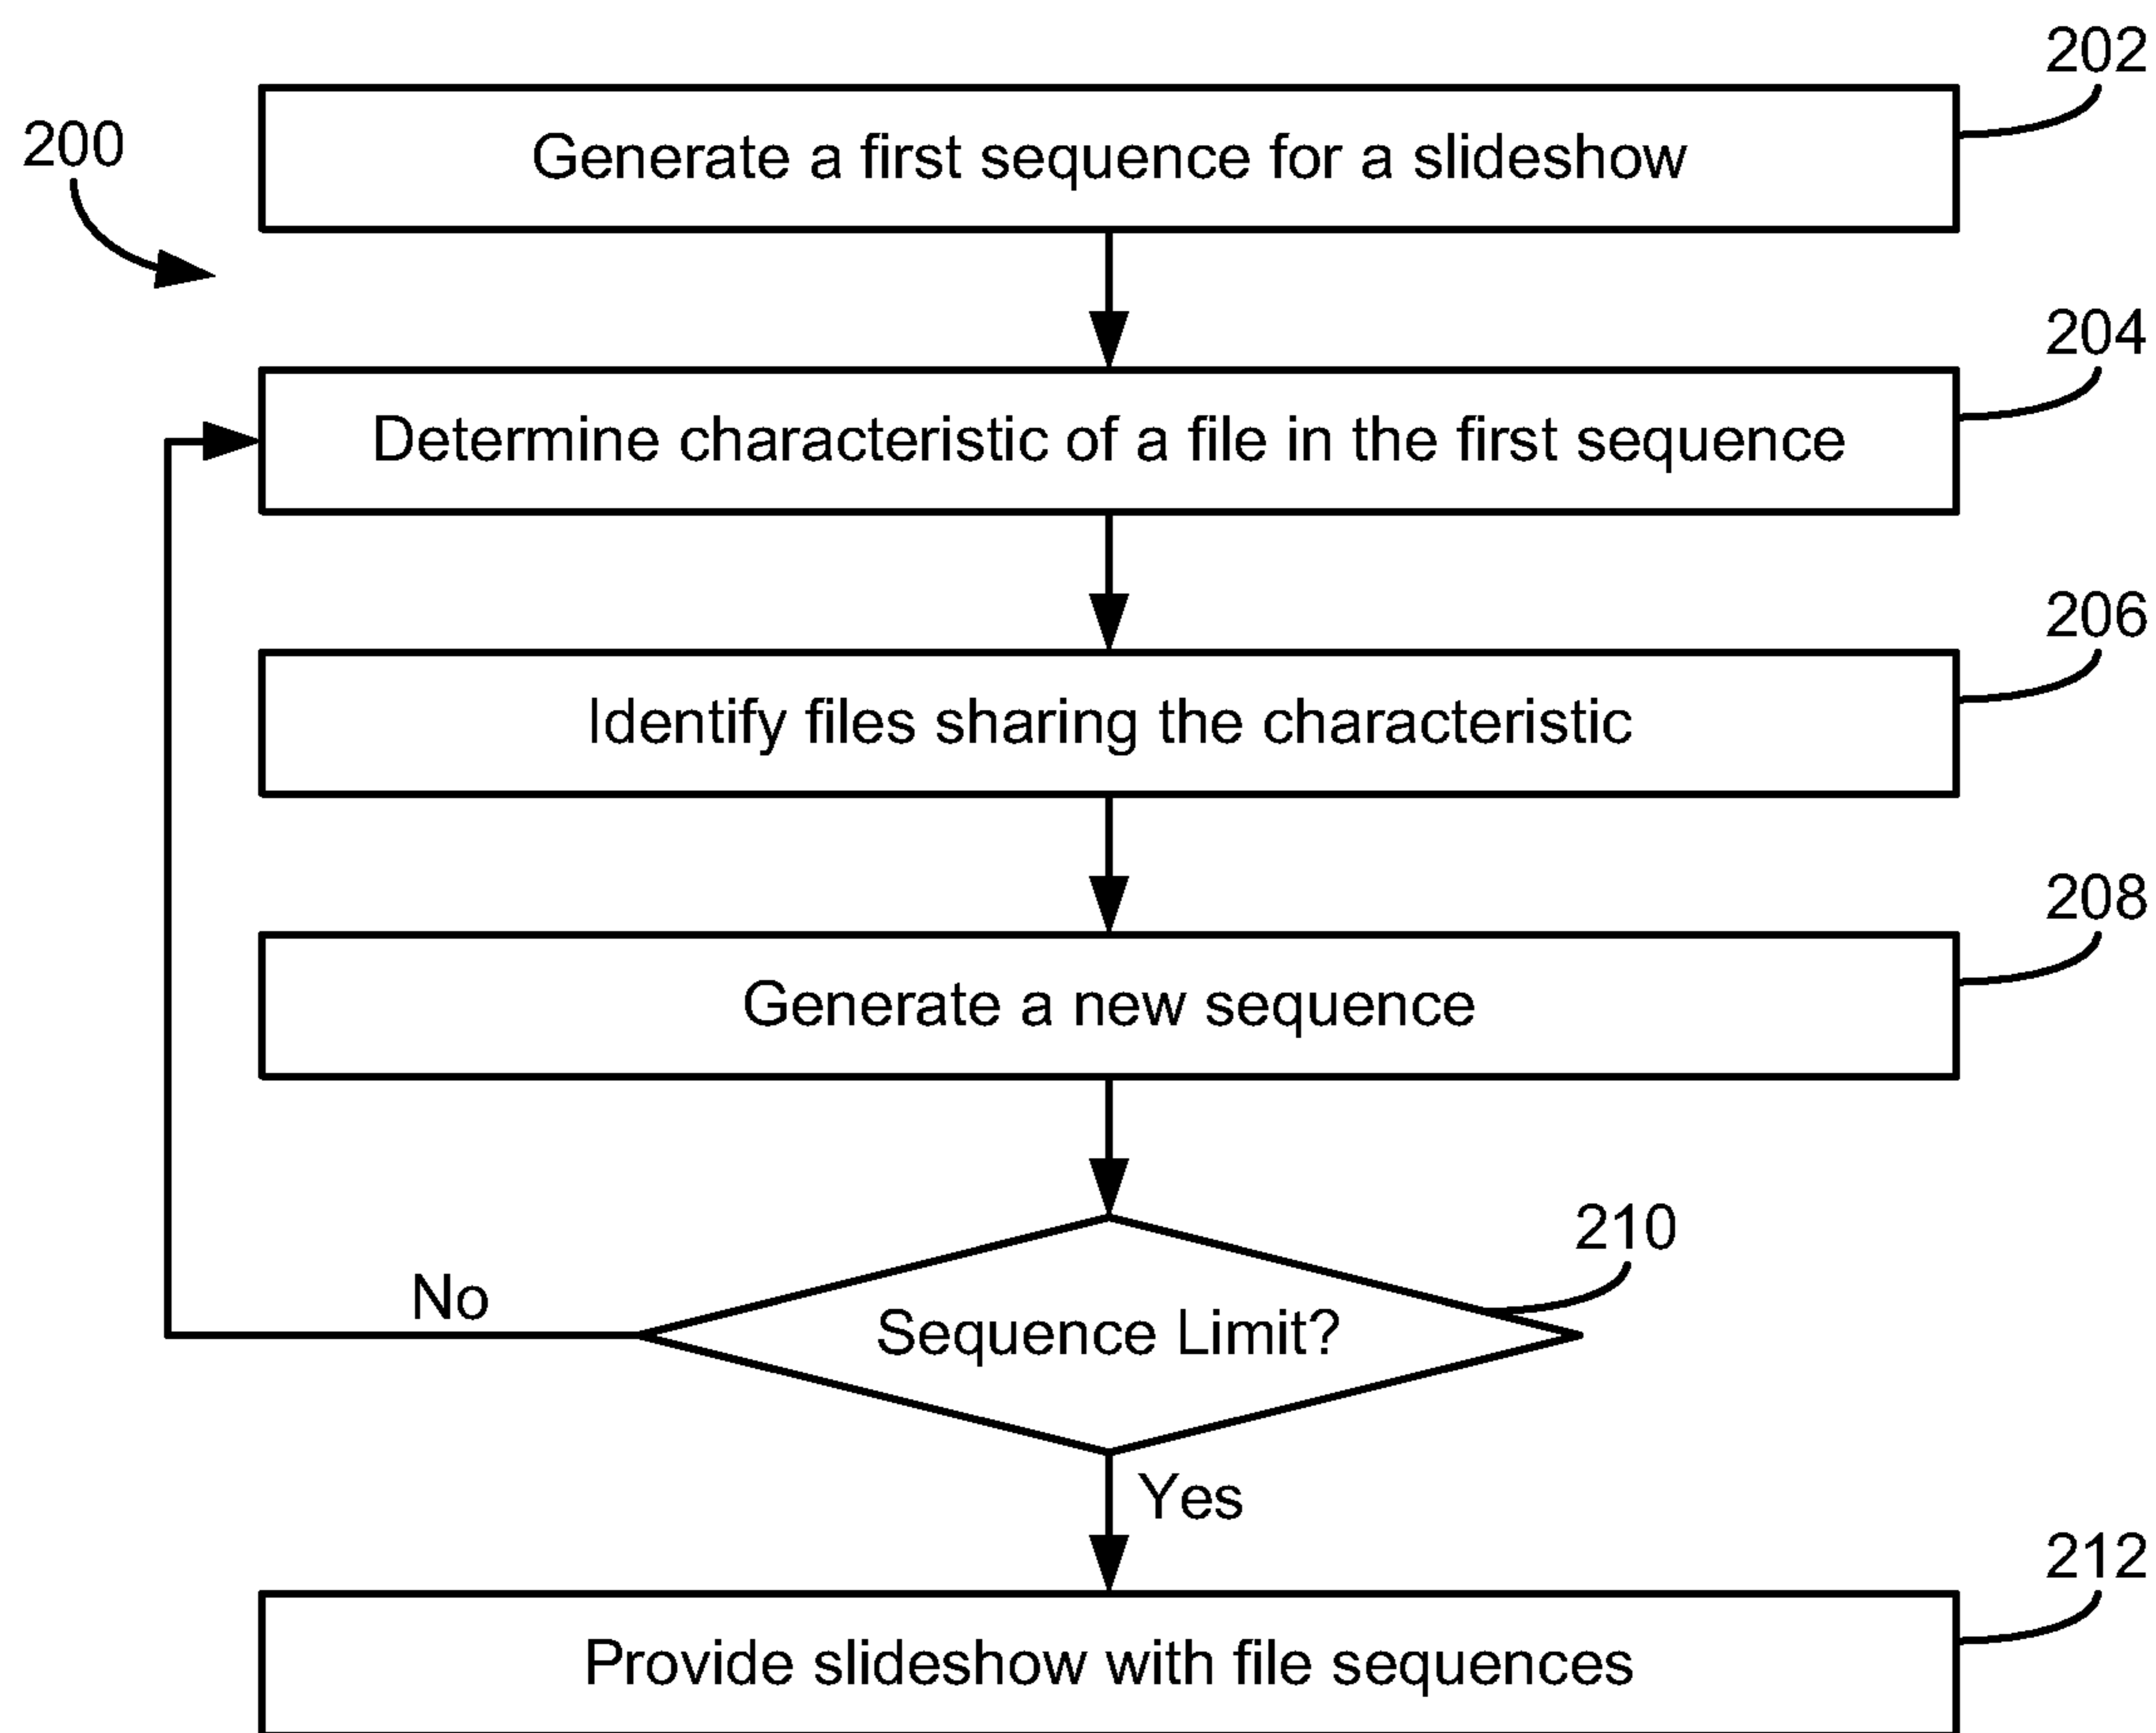 202
200
Generate a first sequence for a slideshow
204
Determine characteristic of a file in the first sequence
206
Identify files sharing the characteristic
208
Generate a new sequence
210
No
Sequence Limit?
Yes
212
Provide slideshow with file sequences